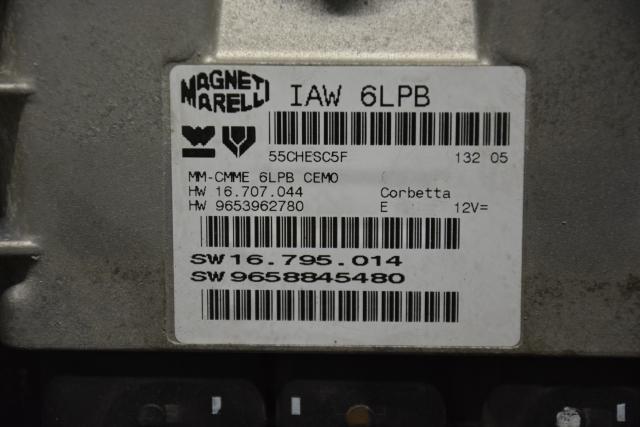 MAGNETI MARELLI
IAW 6LPB
55CHESC5F 132 05
MM-CMME 6LPB CEMO
HW 16.707.044 Corbetta
HW 9653962780 E 12V=
SW 16.795.014
SW 9658845480